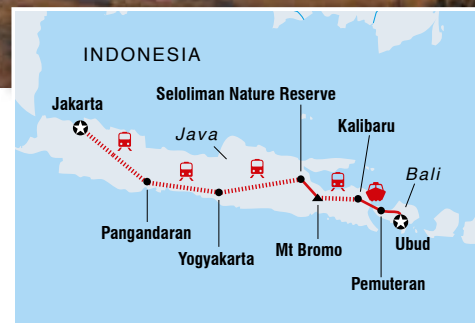 INDONESIA
Jakarta
Seloliman Nature Reserve
Java
Kalibaru
Bali
Pangandaran
Yogyakarta
Mt Bromo
Ubud
Pemuteran